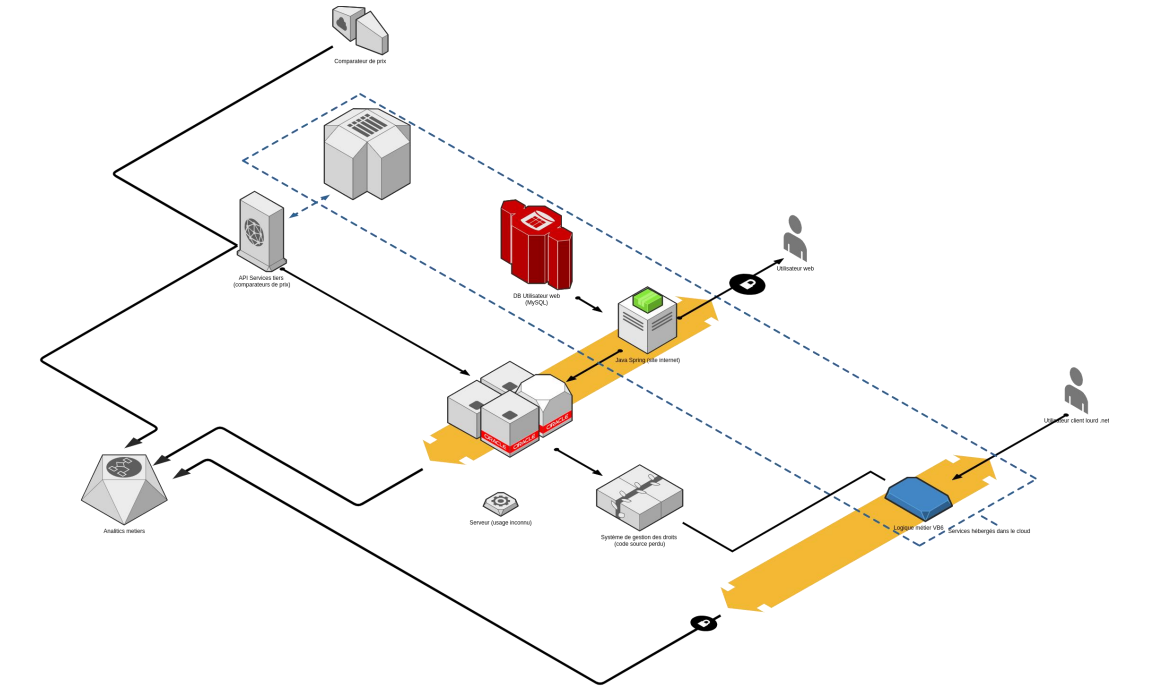 Comparateur de prix
API Services tiers
(comparateurs de prix)
DB Utilisateur web
(MySQL)
Utilisateur web
Java Spring (site internet)
ORACLE
ORACLE
ORACLE
Utilisateur client lourd .net
Analitics metiers
Serveur (usage inconnu)
Système de gestion des droits
(code source perdu)
Logique métier VB6
Services hébergés dans le cloud